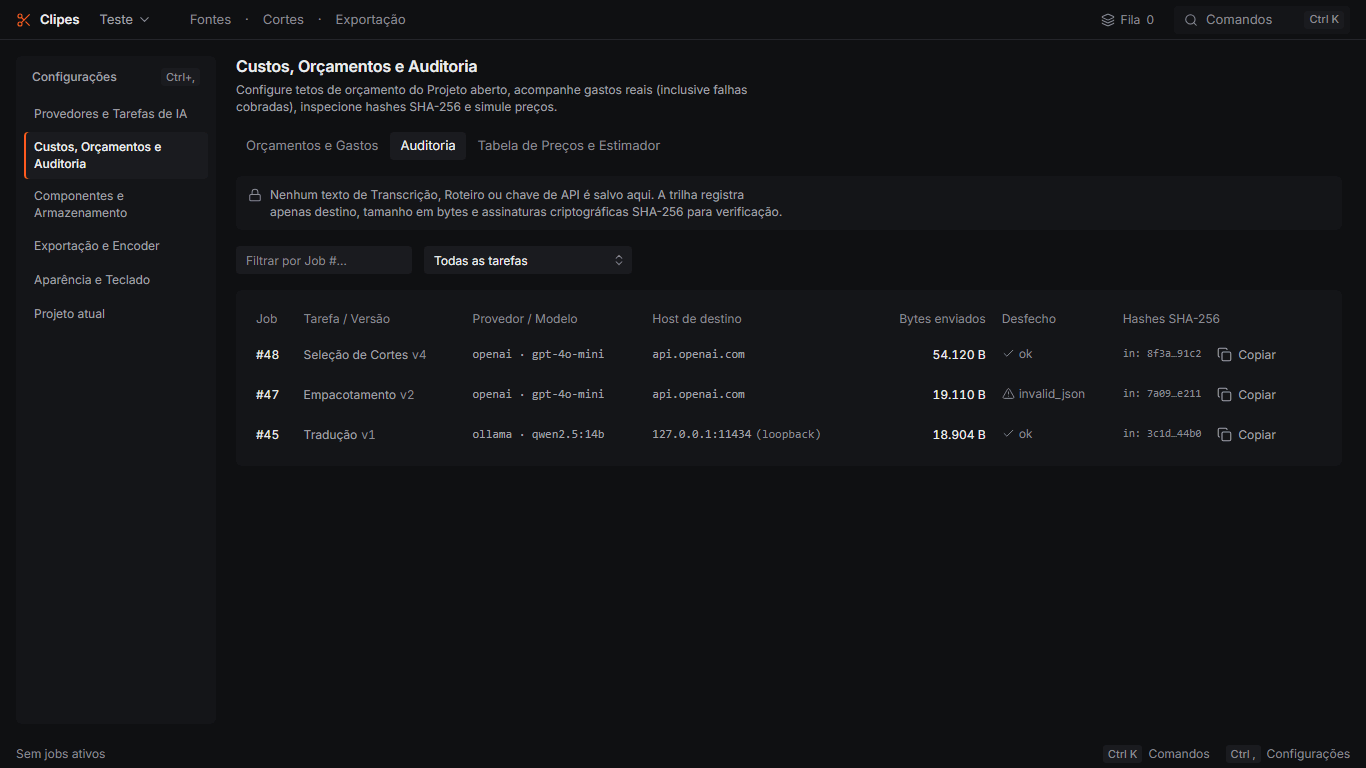 Clipes Teste Fontes · Cortes · Exportação Fila 0 Comandos Ctrl K
Configurações Ctrl+,
Provedores e Tarefas de IA
Custos, Orçamentos e
Auditoria
Componentes e
Armazenamento
Exportação e Encoder
Aparência e Teclado
Projeto atual
Custos, Orçamentos e Auditoria
Configure tetos de orçamento do Projeto aberto, acompanhe gastos reais (inclusive falhas
cobradas), inspecione hashes SHA-256 e simule preços.
Orçamentos e Gastos Auditoria Tabela de Preços e Estimador
Nenhum texto de Transcrição, Roteiro ou chave de API é salvo aqui. A trilha registra
apenas destino, tamanho em bytes e assinaturas criptográficas SHA-256 para verificação.
Filtrar por Job #... Todas as tarefas
Job Tarefa / Versão Provedor / Modelo Host de destino Bytes enviados Desfecho Hashes SHA-256
#48 Seleção de Cortes v4 openai · gpt-4o-mini api.openai.com 54.120 B ok in: 8f3a…91c2 Copiar
#47 Empacotamento v2 openai · gpt-4o-mini api.openai.com 19.110 B invalid_json in: 7a09…e211 Copiar
#45 Tradução v1 ollama · qwen2.5:14b 127.0.0.1:11434 (loopback) 18.904 B ok in: 3c1d…44b0 Copiar
Sem jobs ativos Ctrl K Comandos Ctrl , Configurações